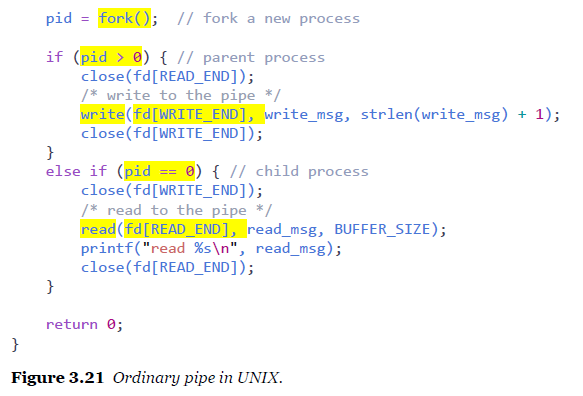 pid = fork();  // fork a new process
if (pid > 0) { // parent process
close(fd[READ_END]);
/* write to the pipe */
write(fd[WRITE_END], write_msg, strlen(write_msg) + 1);
close(fd[WRITE_END]);
}
else if (pid == 0) { // child process
close(fd[WRITE_END]);
/* read to the pipe */
read(fd[READ_END], read_msg, BUFFER_SIZE);
printf("read %s\n", read_msg);
close(fd[READ_END]);
}
return 0;
}
Figure 3.21 Ordinary pipe in UNIX.